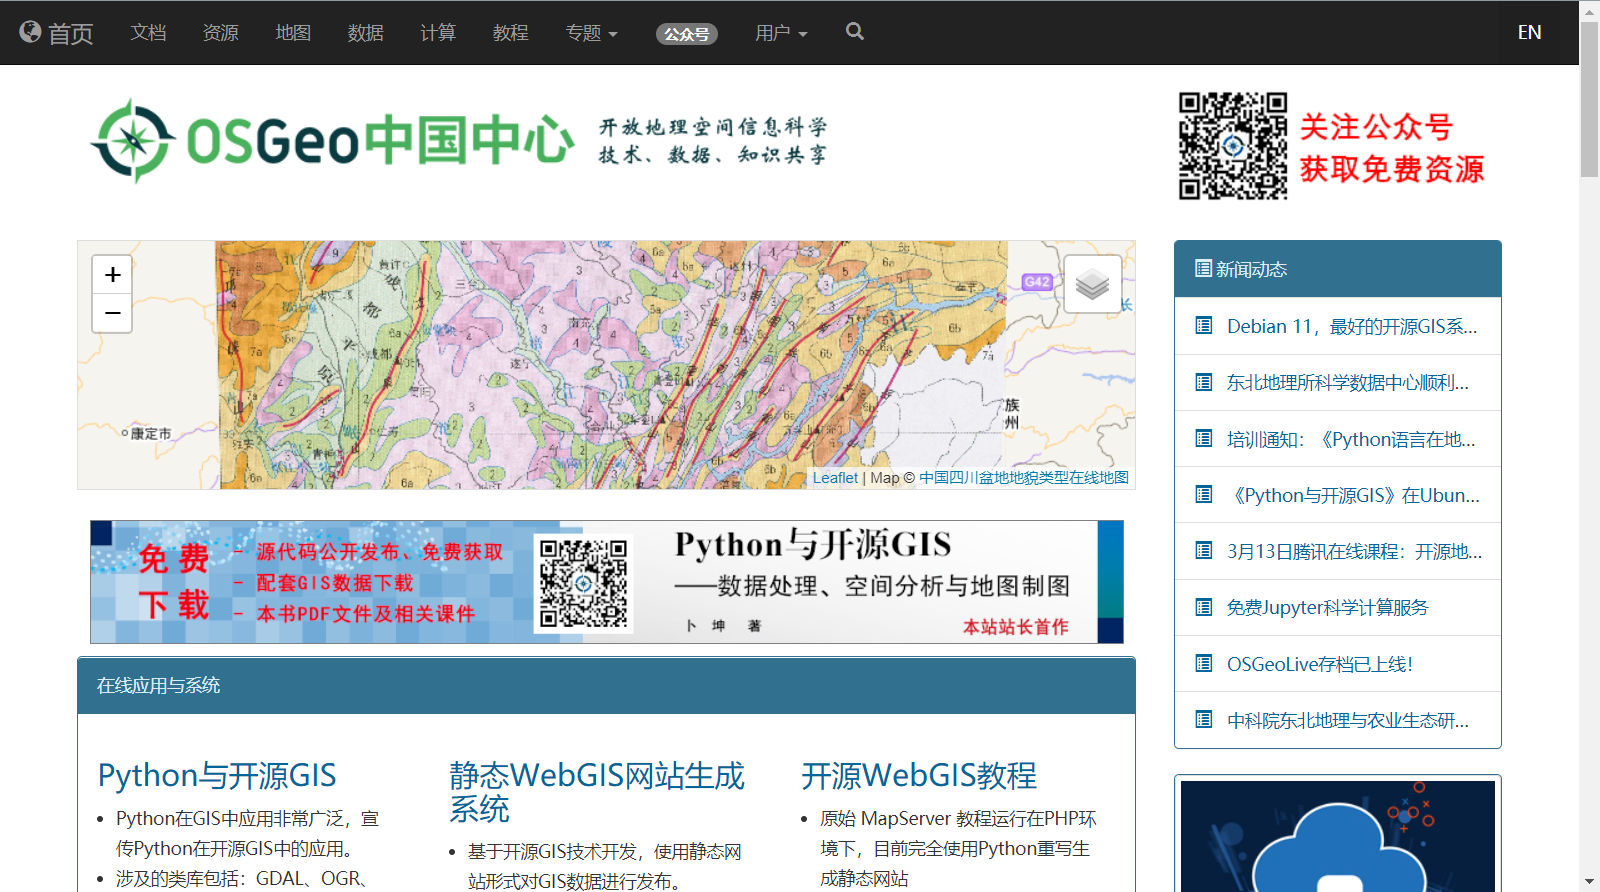 首页 文档 资源 地图 数据 计算 教程 专题 公众号 用户 EN
OSGeo中国中心
开放地理空间信息科学
技术、数据、知识共享
关注公众号
获取免费资源
+
−
G42
康定市
族
州
长
Leaflet | Map © 中国四川盆地地貌类型在线地图
免费
下载
- 源代码公开发布、免费获取
- 配套GIS数据下载
- 本书PDF文件及相关课件
Python与开源GIS
——数据处理、空间分析与地图制图
卜 坤 著
本站站长首作
新闻动态
Debian 11，最好的开源GIS系...
东北地理所科学数据中心顺利...
培训通知：《Python语言在地...
《Python与开源GIS》在Ubun...
3月13日腾讯在线课程：开源地...
免费Jupyter科学计算服务
OSGeoLive存档已上线！
中科院东北地理与农业生态研...
在线应用与系统
Python与开源GIS
Python在GIS中应用非常广泛，宣
传Python在开源GIS中的应用。
涉及的类库包括：GDAL、OGR、
静态WebGIS网站生成
系统
基于开源GIS技术开发，使用静态网
站形式对GIS数据进行发布。
开源WebGIS教程
原始 MapServer 教程运行在PHP环
境下，目前完全使用Python重写生
成静态网站